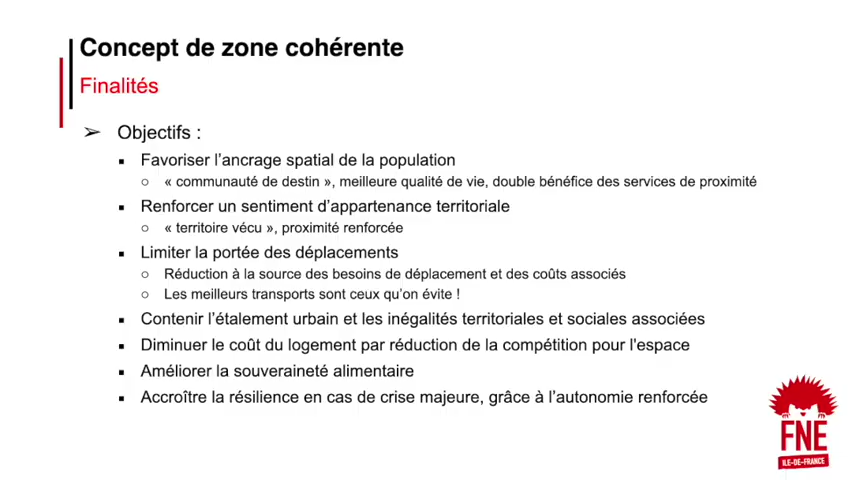 Concept de zone cohérente
Finalités
➢ Objectifs :
▪ Favoriser l’ancrage spatial de la population
○ « communauté de destin », meilleure qualité de vie, double bénéfice des services de proximité
▪ Renforcer un sentiment d’appartenance territoriale
○ « territoire vécu », proximité renforcée
▪ Limiter la portée des déplacements
○ Réduction à la source des besoins de déplacement et des coûts associés
○ Les meilleurs transports sont ceux qu’on évite !
▪ Contenir l’étalement urbain et les inégalités territoriales et sociales associées
▪ Diminuer le coût du logement par réduction de la compétition pour l'espace
▪ Améliorer la souveraineté alimentaire
▪ Accroître la résilience en cas de crise majeure, grâce à l’autonomie renforcée
FNE
ILE-DE-FRANCE